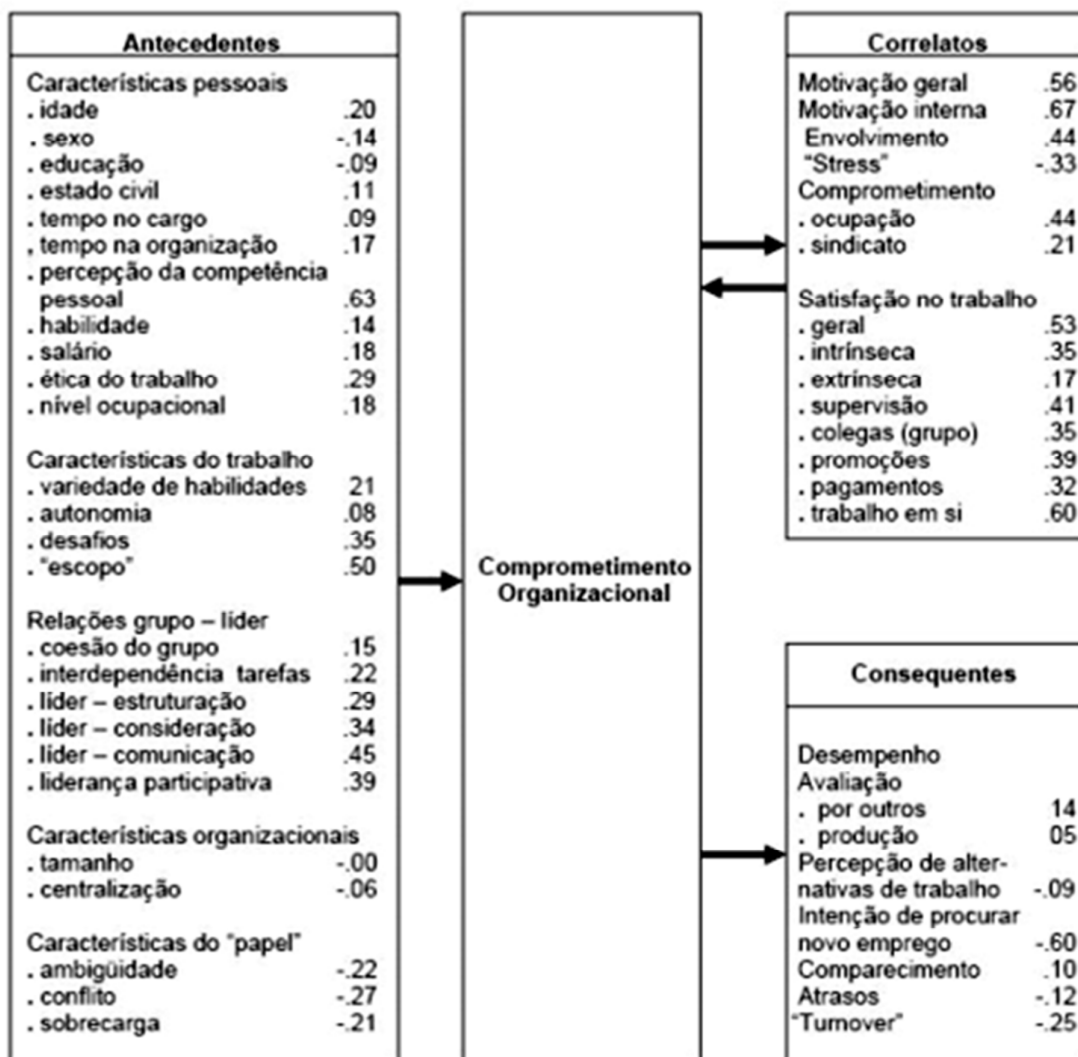 Antecedentes
Características pessoais
. idade .20
. sexo -.14
. educação -.09
. estado civil .11
. tempo no cargo .09
. tempo na organização .17
. percepção da competência
pessoal .63
. habilidade .14
. salário .18
. ética do trabalho .29
. nível ocupacional .18
Características do trabalho
. variedade de habilidades 21
. autonomia .08
. desafios .35
. "escopo" .50
Relações grupo – líder
. coesão do grupo .15
. interdependência tarefas .22
. líder – estruturação .29
. líder – consideração .34
. líder – comunicação .45
. liderança participativa .39
Características organizacionais
. tamanho -.00
. centralização -.06
Características do "papel"
. ambigüidade -.22
. conflito -.27
. sobrecarga -.21
Comprometimento
Organizacional
Correlatos
Motivação geral .56
Motivação interna .67
Envolvimento .44
"Stress" -.33
Comprometimento
. ocupação .44
. sindicato .21
Satisfação no trabalho
. geral .53
. intrínseca .35
. extrínseca .17
. supervisão .41
. colegas (grupo) .35
. promoções .39
. pagamentos .32
. trabalho em si .60
Consequentes
Desempenho
Avaliação
. por outros 14
. produção 05
Percepção de alter-
nativas de trabalho -.09
Intenção de procurar
novo emprego -.60
Comparecimento .10
Atrasos -.12
"Turnover" -.25